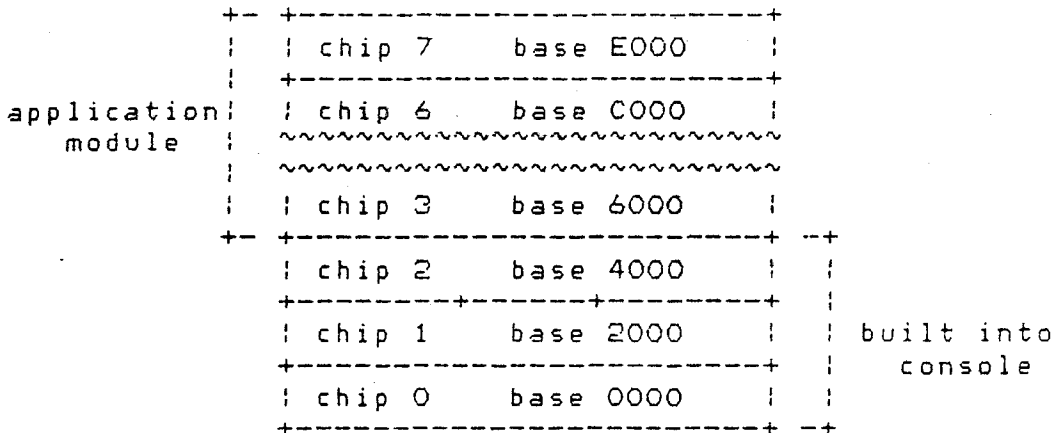 chip 7 base E000
application chip 6 base C000
module
chip 3 base 6000
chip 2 base 4000
chip 1 base 2000 built into
console
chip 0 base 0000